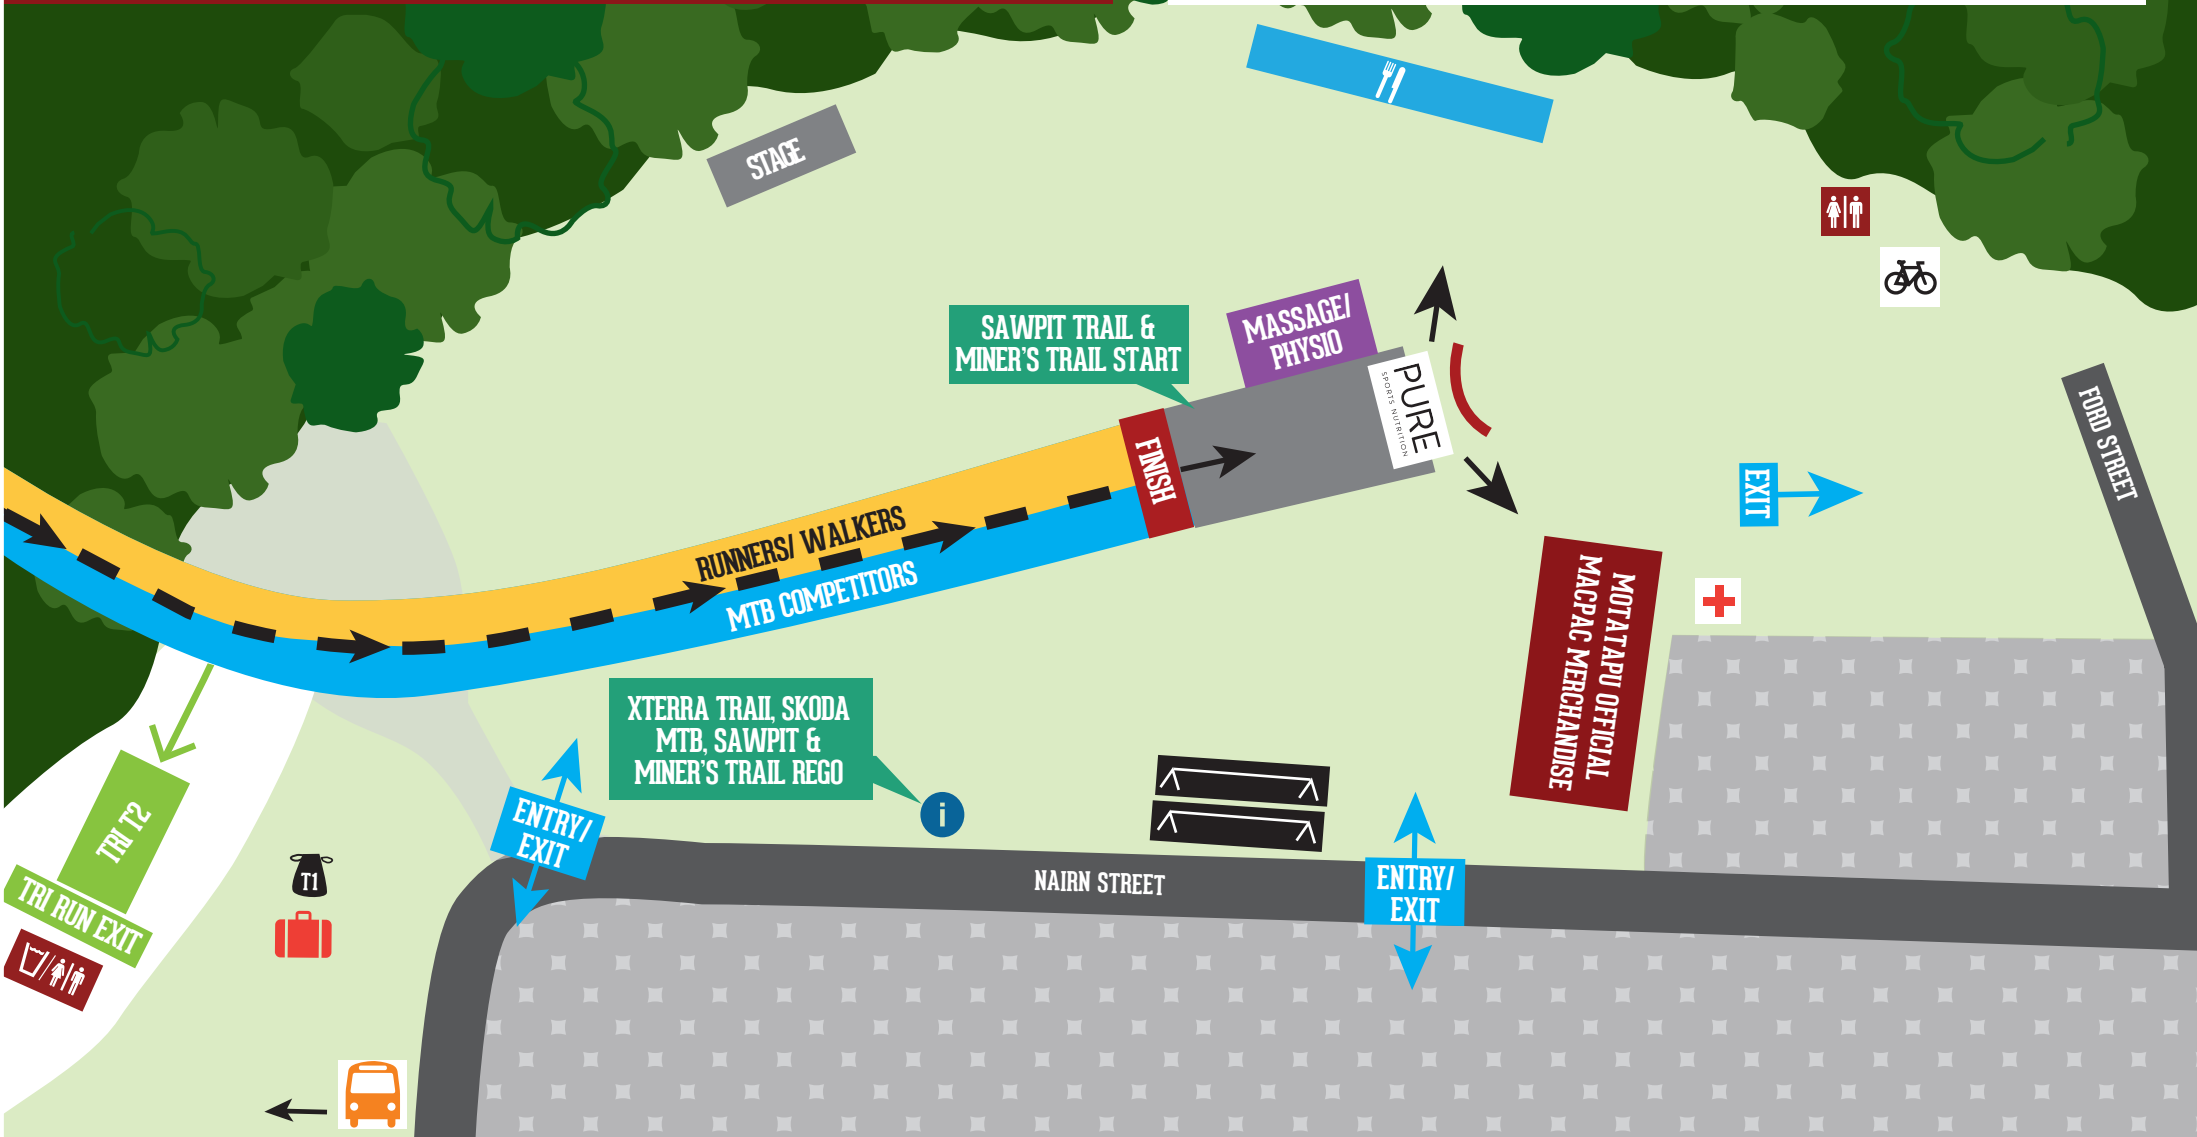 STAGE
SAWPIT TRAIL &
MINER'S TRAIL START
MASSAGE/
PHYSIO
PURE
SPORTS NUTRITION
FINISH
FORD STREET
EXIT
RUNNERS/ WALKERS
MTB COMPETITORS
MOTATAPU OFFICIAL
MACPAC MERCHANDISE
XTERRA TRAIL, SKODA
MTB, SAWPIT &
MINER'S TRAIL REGO
i
ENTRY/
EXIT
TRI T2
T1
TRI RUN EXIT
NAIRN STREET
ENTRY/
EXIT